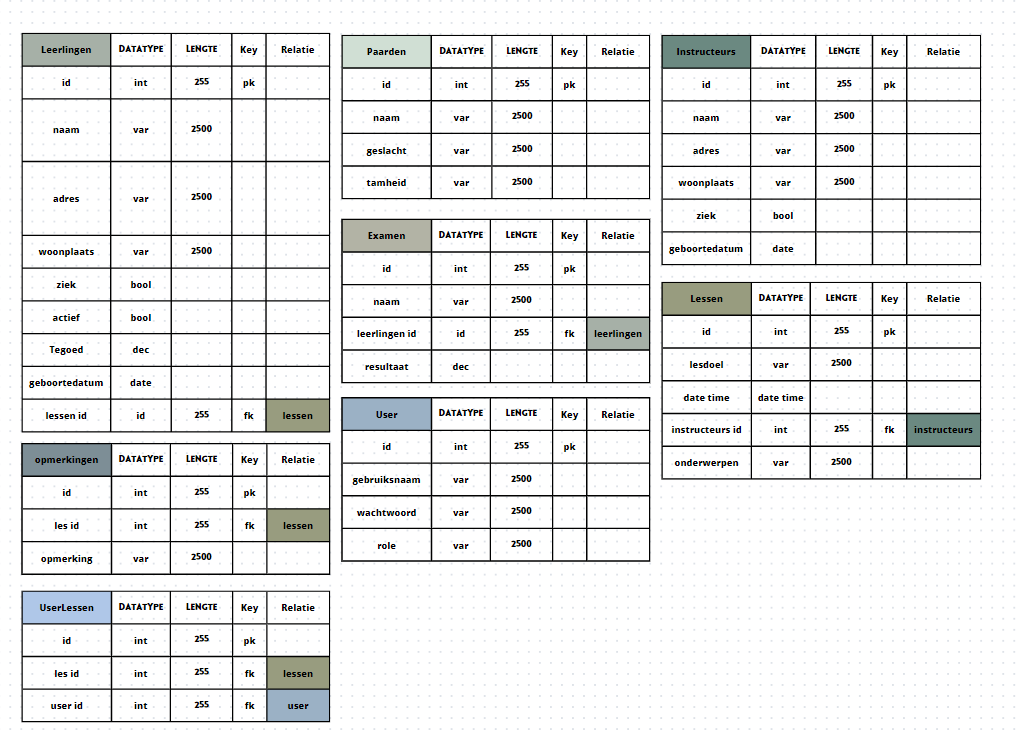 Leerlingen DATATYPE LENGTE Key Relatie
id int 255 pk
naam var 2500
adres var 2500
woonplaats var 2500
ziek bool
actief bool
Tegoed dec
geboortedatum date
lessen id id 255 fk lessen
opmerkingen DATATYPE LENGTE Key Relatie
id int 255 pk
les id int 255 fk lessen
opmerking var 2500
UserLessen DATATYPE LENGTE Key Relatie
id int 255 pk
les id int 255 fk lessen
user id int 255 fk user
Paarden DATATYPE LENGTE Key Relatie
id int 255 pk
naam var 2500
geslacht var 2500
tamheid var 2500
Examen DATATYPE LENGTE Key Relatie
id int 255 pk
naam var 2500
leerlingen id id 255 fk leerlingen
resultaat dec
User DATATYPE LENGTE Key Relatie
id int 255 pk
gebruiksnaam var 2500
wachtwoord var 2500
role var 2500
Instructeurs DATATYPE LENGTE Key Relatie
id int 255 pk
naam var 2500
adres var 2500
woonplaats var 2500
ziek bool
geboortedatum date
Lessen DATATYPE LENGTE Key Relatie
id int 255 pk
lesdoel var 2500
date time date time
instructeurs id int 255 fk instructeurs
onderwerpen var 2500